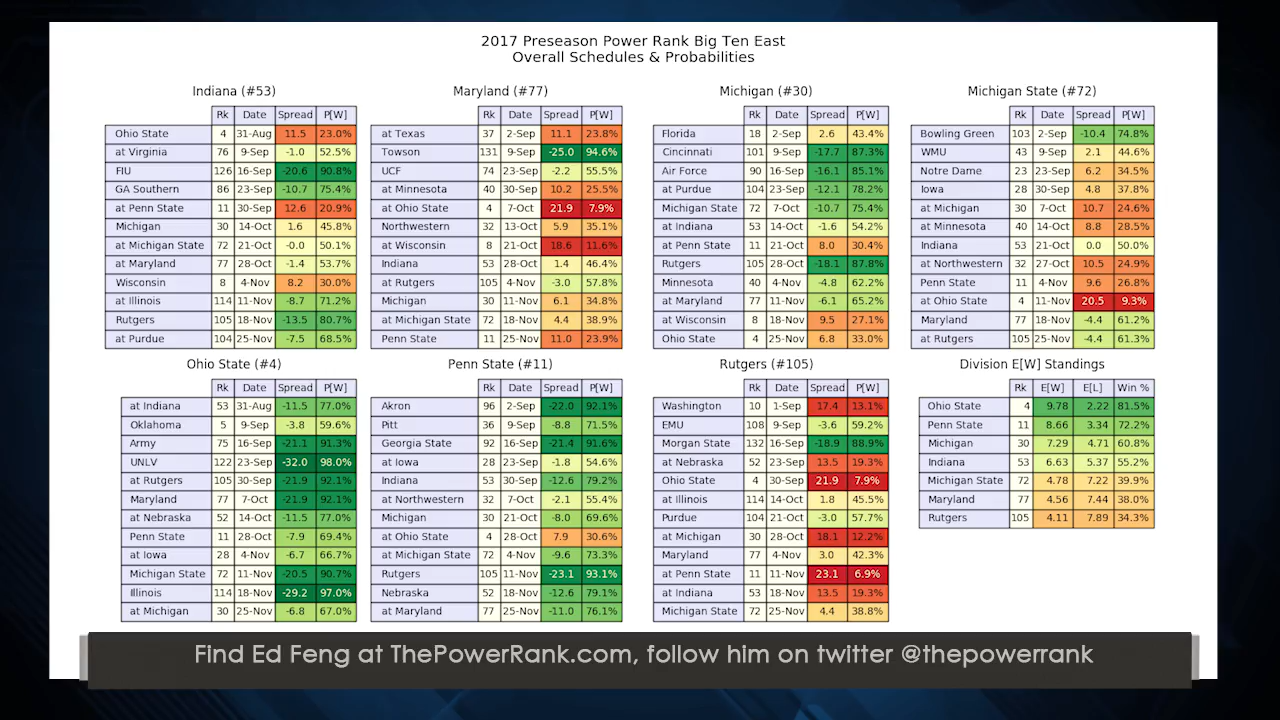 2017 Preseason Power Rank Big Ten East
Overall Schedules & Probabilities
Indiana (#53)
Rk Date Spread P[W]
Ohio State 4 31-Aug 11.5 23.0%
at Virginia 76 9-Sep -1.0 52.5%
FIU 126 16-Sep -20.6 90.8%
GA Southern 86 23-Sep -10.7 75.4%
at Penn State 11 30-Sep 12.6 20.9%
Michigan 30 14-Oct 1.6 45.8%
at Michigan State 72 21-Oct -0.0 50.1%
at Maryland 77 28-Oct -1.4 53.7%
Wisconsin 8 4-Nov 8.2 30.0%
at Illinois 114 11-Nov -8.7 71.2%
Rutgers 105 18-Nov -13.5 80.7%
at Purdue 104 25-Nov -7.5 68.5%
Maryland (#77)
Rk Date Spread P[W]
at Texas 37 2-Sep 11.1 23.8%
Towson 131 9-Sep -25.0 94.6%
UCF 74 23-Sep -2.2 55.5%
at Minnesota 40 30-Sep 10.2 25.5%
at Ohio State 4 7-Oct 21.9 7.9%
Northwestern 32 13-Oct 5.9 35.1%
at Wisconsin 8 21-Oct 18.6 11.6%
Indiana 53 28-Oct 1.4 46.4%
at Rutgers 105 4-Nov -3.0 57.8%
Michigan 30 11-Nov 6.1 34.8%
at Michigan State 72 18-Nov 4.4 38.9%
Penn State 11 25-Nov 11.0 23.9%
Michigan (#30)
Rk Date Spread P[W]
Florida 18 2-Sep 2.6 43.4%
Cincinnati 101 9-Sep -17.7 87.3%
Air Force 90 16-Sep -16.1 85.1%
at Purdue 104 23-Sep -12.1 78.2%
Michigan State 72 7-Oct -10.7 75.4%
at Indiana 53 14-Oct -1.6 54.2%
at Penn State 11 21-Oct 8.0 30.4%
Rutgers 105 28-Oct -18.1 87.8%
Minnesota 40 4-Nov -4.8 62.2%
at Maryland 77 11-Nov -6.1 65.2%
at Wisconsin 8 18-Nov 9.5 27.1%
Ohio State 4 25-Nov 6.8 33.0%
Michigan State (#72)
Rk Date Spread P[W]
Bowling Green 103 2-Sep -10.4 74.8%
WMU 43 9-Sep 2.1 44.6%
Notre Dame 23 23-Sep 6.2 34.5%
Iowa 28 30-Sep 4.8 37.8%
at Michigan 30 7-Oct 10.7 24.6%
at Minnesota 40 14-Oct 8.8 28.5%
Indiana 53 21-Oct 0.0 50.0%
at Northwestern 32 27-Oct 10.5 24.9%
Penn State 11 4-Nov 9.6 26.8%
at Ohio State 4 11-Nov 20.5 9.3%
Maryland 77 18-Nov -4.4 61.2%
at Rutgers 105 25-Nov -4.4 61.3%
Ohio State (#4)
Rk Date Spread P[W]
at Indiana 53 31-Aug -11.5 77.0%
Oklahoma 5 9-Sep -3.8 59.6%
Army 75 16-Sep -21.1 91.3%
UNLV 122 23-Sep -32.0 98.0%
at Rutgers 105 30-Sep -21.9 92.1%
Maryland 77 7-Oct -21.9 92.1%
at Nebraska 52 14-Oct -11.5 77.0%
Penn State 11 28-Oct -7.9 69.4%
at Iowa 28 4-Nov -6.7 66.7%
Michigan State 72 11-Nov -20.5 90.7%
Illinois 114 18-Nov -29.2 97.0%
at Michigan 30 25-Nov -6.8 67.0%
Penn State (#11)
Rk Date Spread P[W]
Akron 96 2-Sep -22.0 92.1%
Pitt 36 9-Sep -8.8 71.5%
Georgia State 92 16-Sep -21.4 91.6%
at Iowa 28 23-Sep -1.8 54.6%
Indiana 53 30-Sep -12.6 79.2%
at Northwestern 32 7-Oct -2.1 55.4%
Michigan 30 21-Oct -8.0 69.6%
at Ohio State 4 28-Oct 7.9 30.6%
at Michigan State 72 4-Nov -9.6 73.3%
Rutgers 105 11-Nov -23.1 93.1%
Nebraska 52 18-Nov -12.6 79.1%
at Maryland 77 25-Nov -11.0 76.1%
Rutgers (#105)
Rk Date Spread P[W]
Washington 10 1-Sep 17.4 13.1%
EMU 108 9-Sep -3.6 59.2%
Morgan State 132 16-Sep -18.9 88.9%
at Nebraska 52 23-Sep 13.5 19.3%
Ohio State 4 30-Sep 21.9 7.9%
at Illinois 114 14-Oct 1.8 45.5%
Purdue 104 21-Oct -3.0 57.7%
at Michigan 30 28-Oct 18.1 12.2%
Maryland 77 4-Nov 3.0 42.3%
at Penn State 11 11-Nov 23.1 6.9%
at Indiana 53 18-Nov 13.5 19.3%
Michigan State 72 25-Nov 4.4 38.8%
Division E[W] Standings
Rk E[W] E[L] Win %
Ohio State 4 9.78 2.22 81.5%
Penn State 11 8.66 3.34 72.2%
Michigan 30 7.29 4.71 60.8%
Indiana 53 6.63 5.37 55.2%
Michigan State 72 4.78 7.22 39.9%
Maryland 77 4.56 7.44 38.0%
Rutgers 105 4.11 7.89 34.3%
Find Ed Feng at ThePowerRank.com, follow him on twitter @thepowerrank